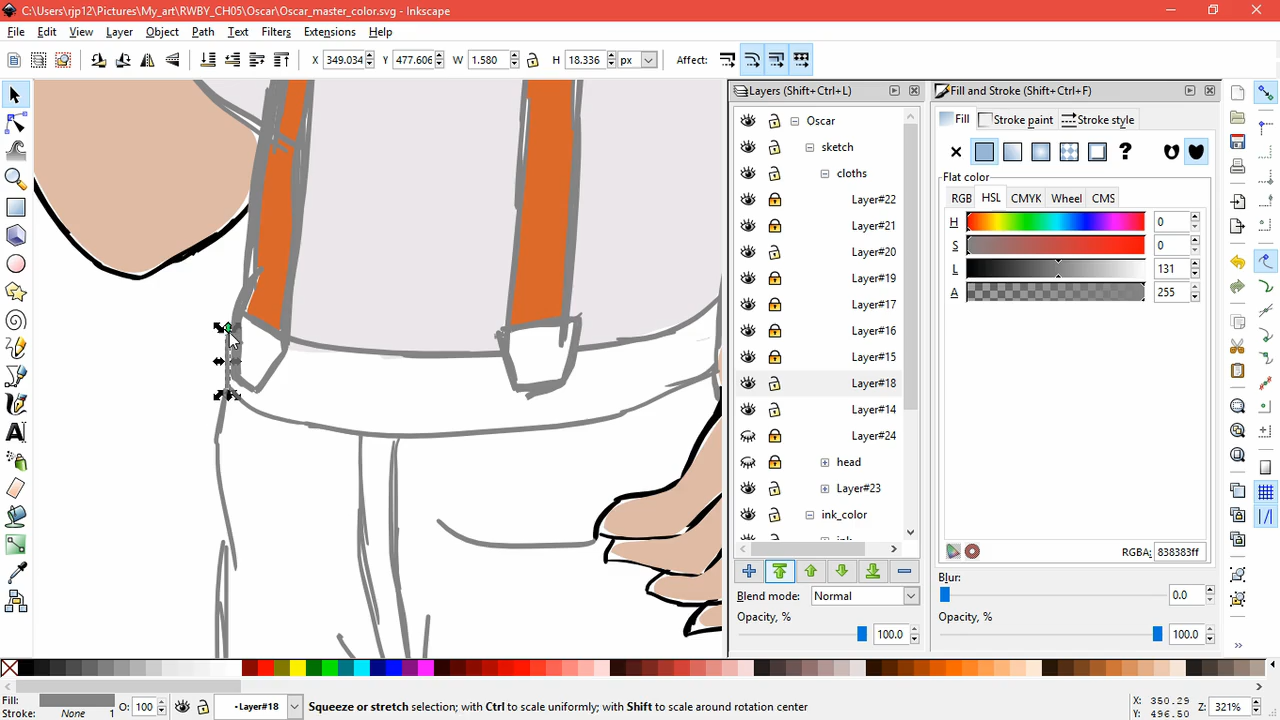 C:\Users\rjp12\Pictures\My_art\RWBY_CH05\Oscar\Oscar_master_color.svg - Inkscape
File Edit View Layer Object Path Text Filters Extensions Help
X 349.034 Y 477.606 W 1.580 H 18.336 px Affect:
Layers (Shift+Ctrl+L)
Fill and Stroke (Shift+Ctrl+F)
Oscar
sketch
cloths
Layer#22
Layer#21
Layer#20
Layer#19
Layer#17
Layer#16
Layer#15
Layer#18
Layer#14
Layer#24
head
Layer#23
ink_color
Blend mode: Normal
Opacity, %
100.0
Fill Stroke paint Stroke style
?
Flat color
RGB HSL CMYK Wheel CMS
H 0
S 0
L 131
A 255
RGBA: 838383ff
Blur:
0.0
Opacity, %
100.0
Fill:
Stroke: None 1
O: 100
•Layer#18
Squeeze or stretch selection; with Ctrl to scale uniformly; with Shift to scale around rotation center
X: 350.29
Y: 496.50
Z: 321%